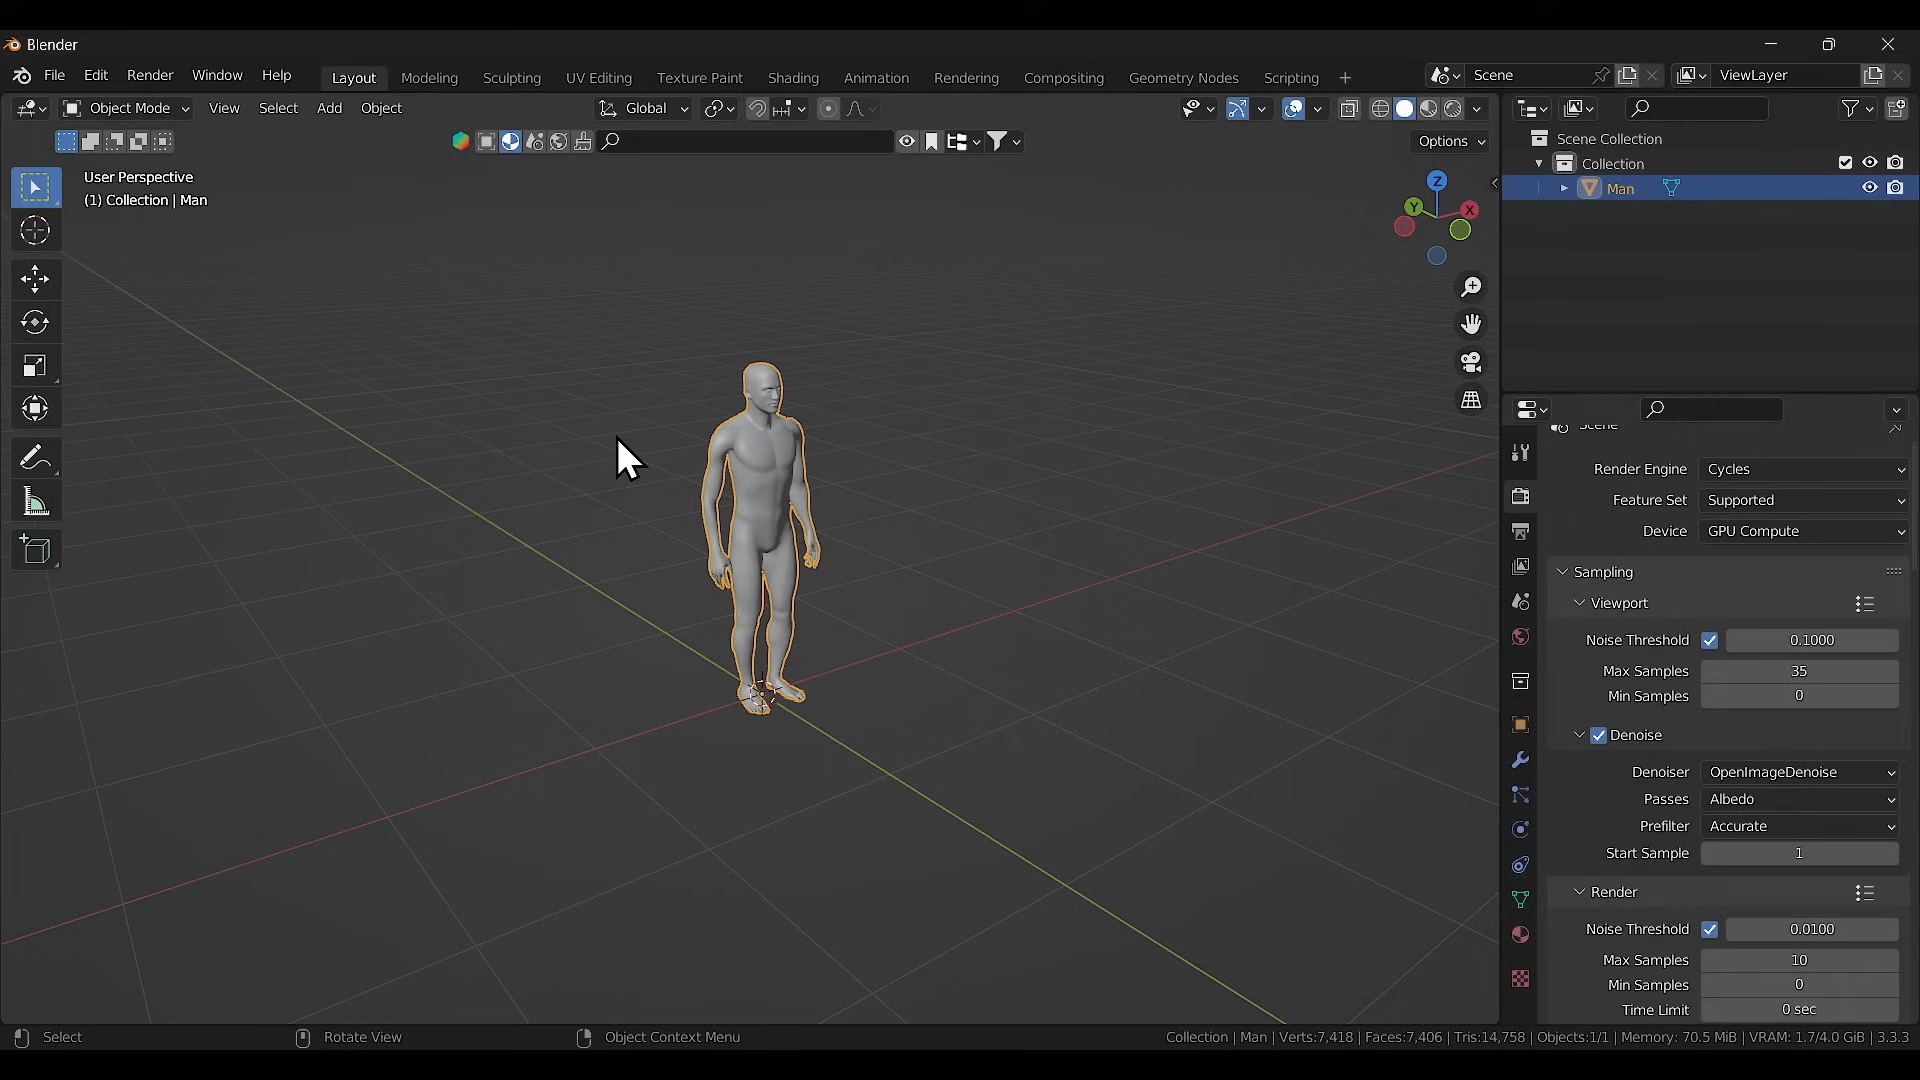 Blender
File Edit Render Window Help Layout Modeling Sculpting UV Editing Texture Paint Shading Animation Rendering Compositing Geometry Nodes Scripting + Scene ViewLayer
Object Mode View Select Add Object Global
Options
User Perspective
(1) Collection | Man
Z
Y X
Scene Collection
Collection
Man
Scene
Render Engine Cycles
Feature Set Supported
Device GPU Compute
Sampling
Viewport
Noise Threshold 0.1000
Max Samples 35
Min Samples 0
Denoise
Denoiser OpenImageDenoise
Passes Albedo
Prefilter Accurate
Start Sample 1
Render
Noise Threshold 0.0100
Max Samples 10
Min Samples 0
Time Limit 0 sec
Select Rotate View Object Context Menu Collection | Man | Verts:7,418 | Faces:7,406 | Tris:14,758 | Objects:1/1 | Memory: 70.5 MiB | VRAM: 1.7/4.0 GiB | 3.3.3